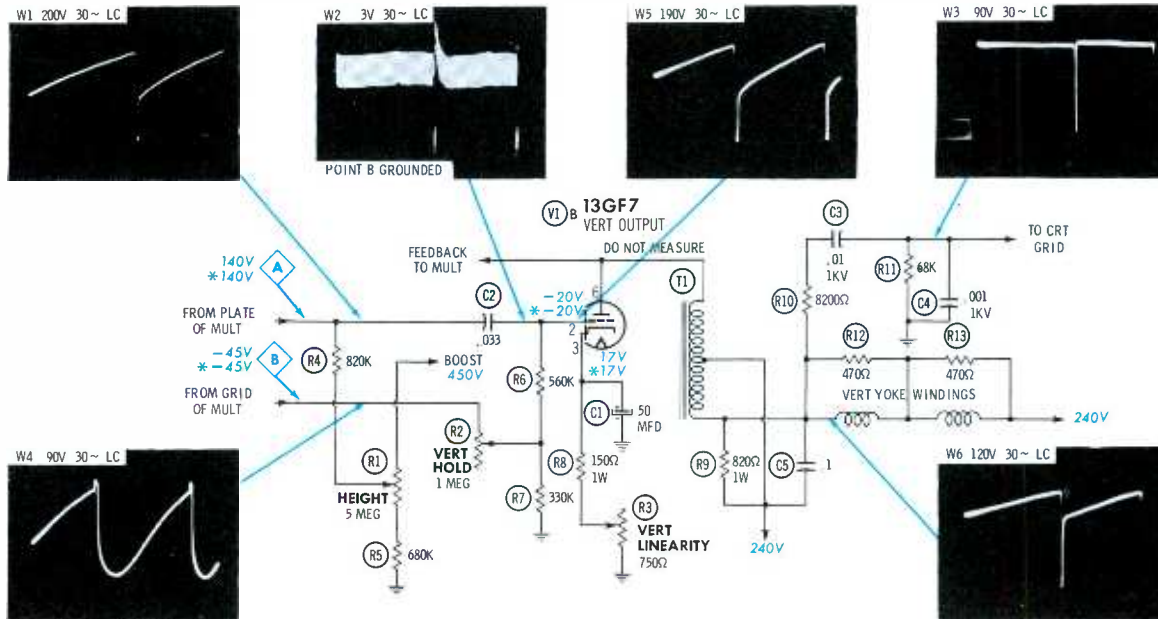 W1 200V 30~ LC
W2 3V 30~ LC
W5 190V 30~ LC
W3 90V 30~ LC
POINT B GROUNDED
V1 B 13GF7
VERT OUTPUT
C3
TO CRT
GRID
FEEDBACK
TO MULT
DO NOT MEASURE
.01
1KV
R11 68K
C4 .001
1KV
140V
*140V
A
C2
-20V
*-20V
6
T1
R10 8200Ω
FROM PLATE
OF MULT
.033
2
3
R12
470Ω
R13
470Ω
-45V
*-45V
B
R4 820K
BOOST
450V
R6 560K
17V
*17V
VERT YOKE WINDINGS
240V
FROM GRID
OF MULT
C1 50
MFD
R2
VERT
HOLD
1 MEG
W4 90V 30~ LC
R1
HEIGHT
5 MEG
R8 150Ω
1W
R9 820Ω
1W
C5 1
W6 120V 30~ LC
R7 330K
R3
VERT
LINEARITY
750Ω
R5 680K
240V